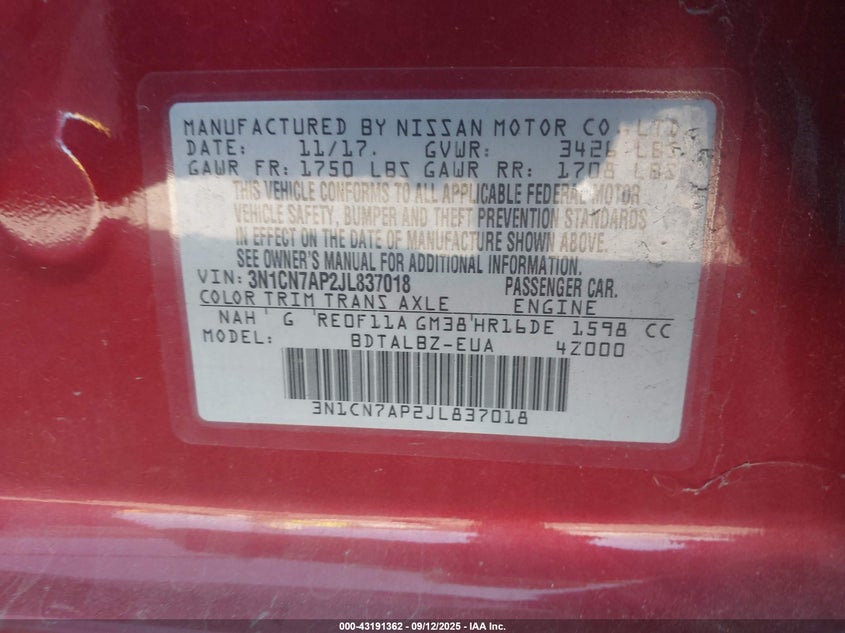 MANUFACTURED BY NISSAN MOTOR CO., LTD.
DATE: 11/17. GVWR: 3426 LBS
GAWR FR: 1750 LBS GAWR RR: 1708 LBS
THIS VEHICLE CONFORMS TO ALL APPLICABLE FEDERAL MOTOR
VEHICLE SAFETY, BUMPER AND THEFT PREVENTION STANDARDS
IN EFFECT ON THE DATE OF MANUFACTURE SHOWN ABOVE.
SEE OWNER'S MANUAL FOR ADDITIONAL INFORMATION.
VIN: 3N1CN7AP2JL837018 PASSENGER CAR.
COLOR TRIM TRANS AXLE ENGINE
NAH G RE0F11A GM38 HR16DE 1598 CC
MODEL: BDTALBZ-EUA 4Z000
3N1CN7AP2JL837018
000-43191362 - 09/12/2025 - IAA Inc.